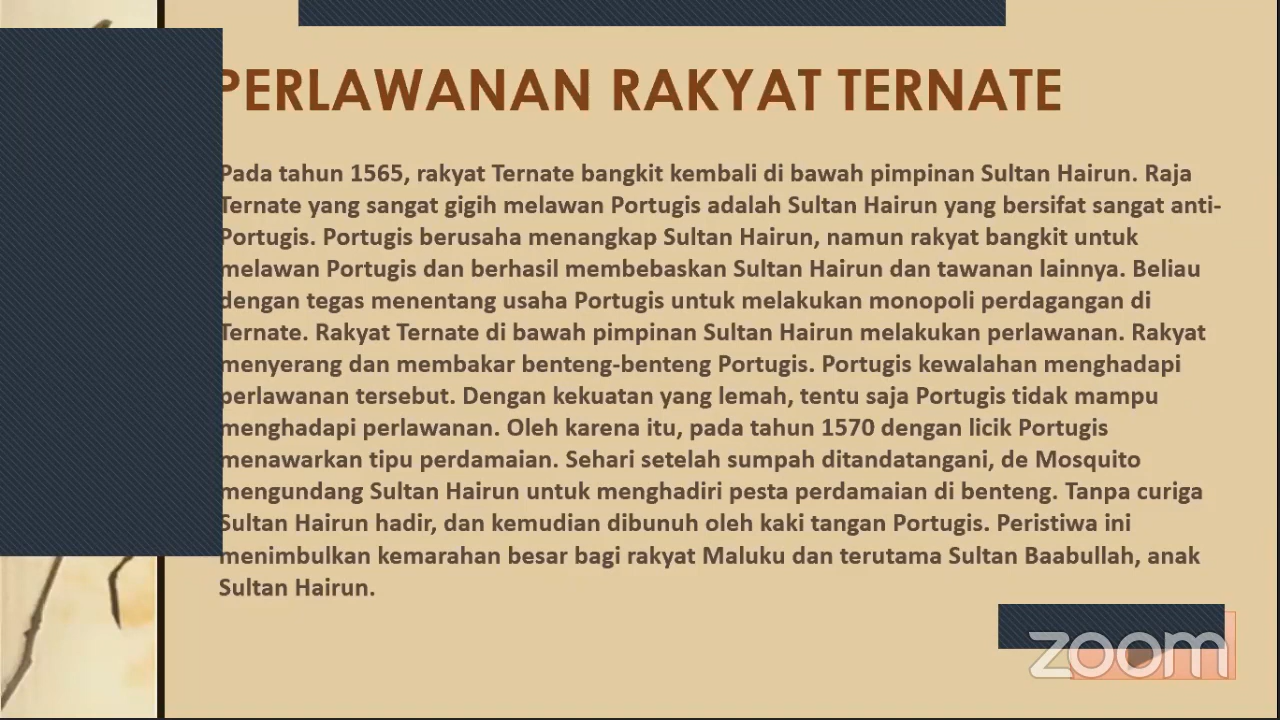 PERLAWANAN RAKYAT TERNATE
Pada tahun 1565, rakyat Ternate bangkit kembali di bawah pimpinan Sultan Hairun. Raja
Ternate yang sangat gigih melawan Portugis adalah Sultan Hairun yang bersifat sangat anti-
Portugis. Portugis berusaha menangkap Sultan Hairun, namun rakyat bangkit untuk
melawan Portugis dan berhasil membebaskan Sultan Hairun dan tawanan lainnya. Beliau
dengan tegas menentang usaha Portugis untuk melakukan monopoli perdagangan di
Ternate. Rakyat Ternate di bawah pimpinan Sultan Hairun melakukan perlawanan. Rakyat
menyerang dan membakar benteng-benteng Portugis. Portugis kewalahan menghadapi
perlawanan tersebut. Dengan kekuatan yang lemah, tentu saja Portugis tidak mampu
menghadapi perlawanan. Oleh karena itu, pada tahun 1570 dengan licik Portugis
menawarkan tipu perdamaian. Sehari setelah sumpah ditandatangani, de Mosquito
mengundang Sultan Hairun untuk menghadiri pesta perdamaian di benteng. Tanpa curiga
Sultan Hairun hadir, dan kemudian dibunuh oleh kaki tangan Portugis. Peristiwa ini
menimbulkan kemarahan besar bagi rakyat Maluku dan terutama Sultan Baabullah, anak
Sultan Hairun.
zoom